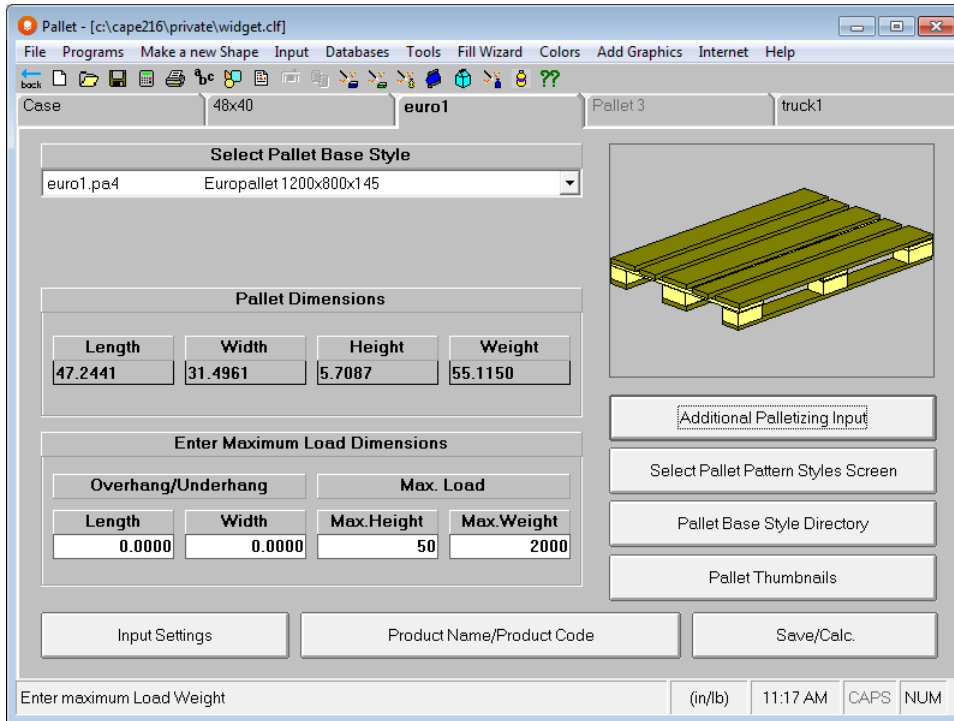 Pallet - [c:\cape216\private\widget.clf]
File Programs Make a new Shape Input Databases Tools Fill Wizard Colors Add Graphics Internet Help
back abc ??
Case 48x40 euro1 Pallet 3 truck1
Select Pallet Base Style
euro1.pa4 Europallet 1200x800x145
Pallet Dimensions
Length Width Height Weight
47.2441 31.4961 5.7087 55.1150
Enter Maximum Load Dimensions
Overhang/Underhang Max. Load
Length Width Max.Height Max.Weight
0.0000 0.0000 50 2000
Additional Palletizing Input
Select Pallet Pattern Styles Screen
Pallet Base Style Directory
Pallet Thumbnails
Input Settings Product Name/Product Code Save/Calc.
Enter maximum Load Weight (in/lb) 11:17 AM CAPS NUM